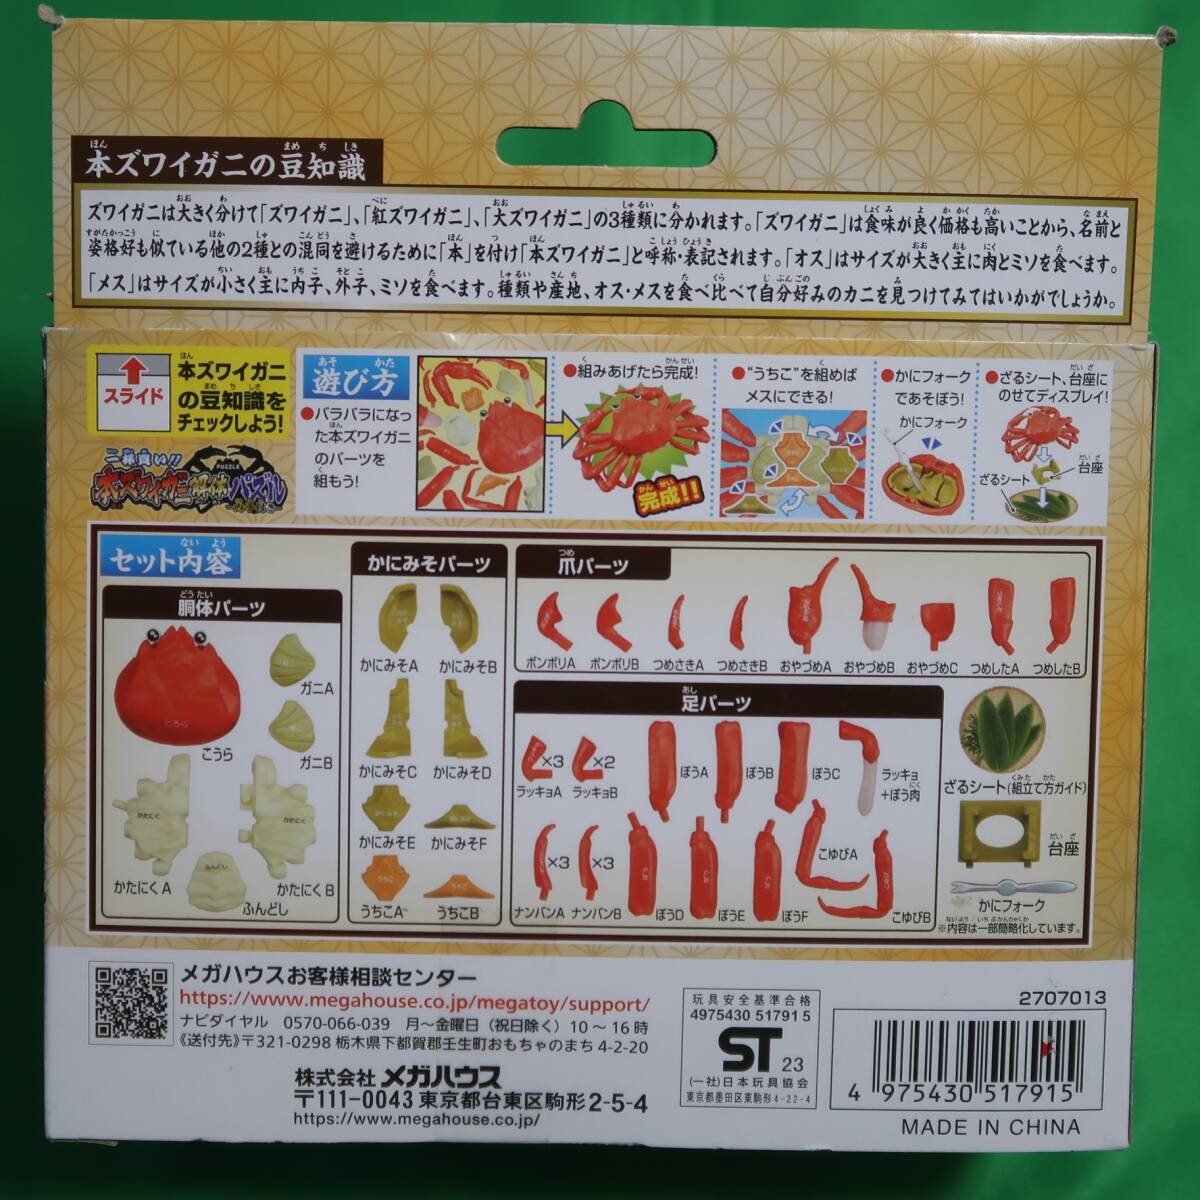 本ズワイガニの豆知識
ズワイガニは大きく分けて「ズワイガニ」、「紅ズワイガニ」、「大ズワイガニ」の3種類に分かれます。「ズワイガニ」は食味が良く価格も高いことから、名前と
姿格好も似ている他の2種との混同を避けるために「本」を付け「本ズワイガニ」と呼称・表記されます。「オス」はサイズが大きく主に肉とミソを食べます。
「メス」はサイズが小さく主に内子、外子、ミソを食べます。種類や産地、オス・メスを食べ比べて自分好みのカニを見つけてみてはいかがでしょうか。
スライド
本ズワイガニ
の豆知識を
チェックしよう!
二杯買い!!
PUZZLE
本ズワイガニ解体パズル
遊び方
●バラバラになっ
た本ズワイガニ
のパーツを
組もう!
●組みあげたら完成!
完成!!
●“うちこ”を組めば
メスにできる!
●かにフォーク
であそぼう!
かにフォーク
●ざるシート、台座に
のせてディスプレイ!
台座
ざるシート
セット内容
胴体パーツ
こうら
こうら
ガニA
ガニB
かたにく
かたにく
かたにくA
ふんどし
ふんどし
かたにくB
かにみそパーツ
かにみそA
かにみそB
かにみそC
かにみそD
かにみそE
かにみそF
うちこ
うちこ
うちこA
うちこB
爪パーツ
ボンボリA
ボンボリB
つめさきA
つめさきB
おやづめA
おやづめB
おやづめC
つめしたA
つめしたB
足パーツ
×3
ラッキョA
×2
ラッキョB
ぼうA
ぼうB
ぼうC
ラッキョ
+ぼう肉
×3
ナンバンA
×3
ナンバンB
ぼうD
ぼうE
ぼうF
こゆびA
こゆびB
ざるシート(組立て方ガイド)
台座
かにフォーク
※内容は一部簡略化しています。
メガハウスお客様相談センター
https://www.megahouse.co.jp/megatoy/support/
ナビダイヤル 0570-066-039 月～金曜日（祝日除く）10～16時
《送付先》〒321-0298 栃木県下都賀郡壬生町おもちゃのまち4-2-20
株式会社 メガハウス
〒111-0043 東京都台東区駒形2-5-4
https://www.megahouse.co.jp/
玩具安全基準合格
4975430 517915
ST 23
(一社)日本玩具協会
東京都墨田区東駒形4-22-4
2707013
4 975430 517915
MADE IN CHINA